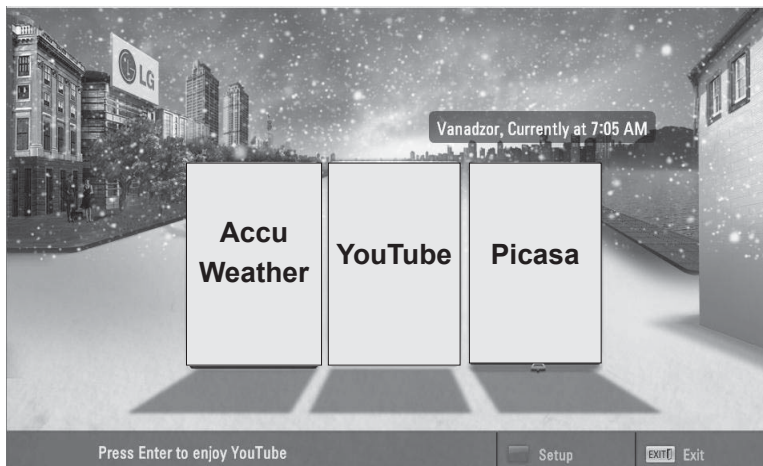 LG
Vanadzor, Currently at 7:05 AM
Accu
Weather
YouTube
Picasa
Press Enter to enjoy YouTube
Setup
EXIT
Exit